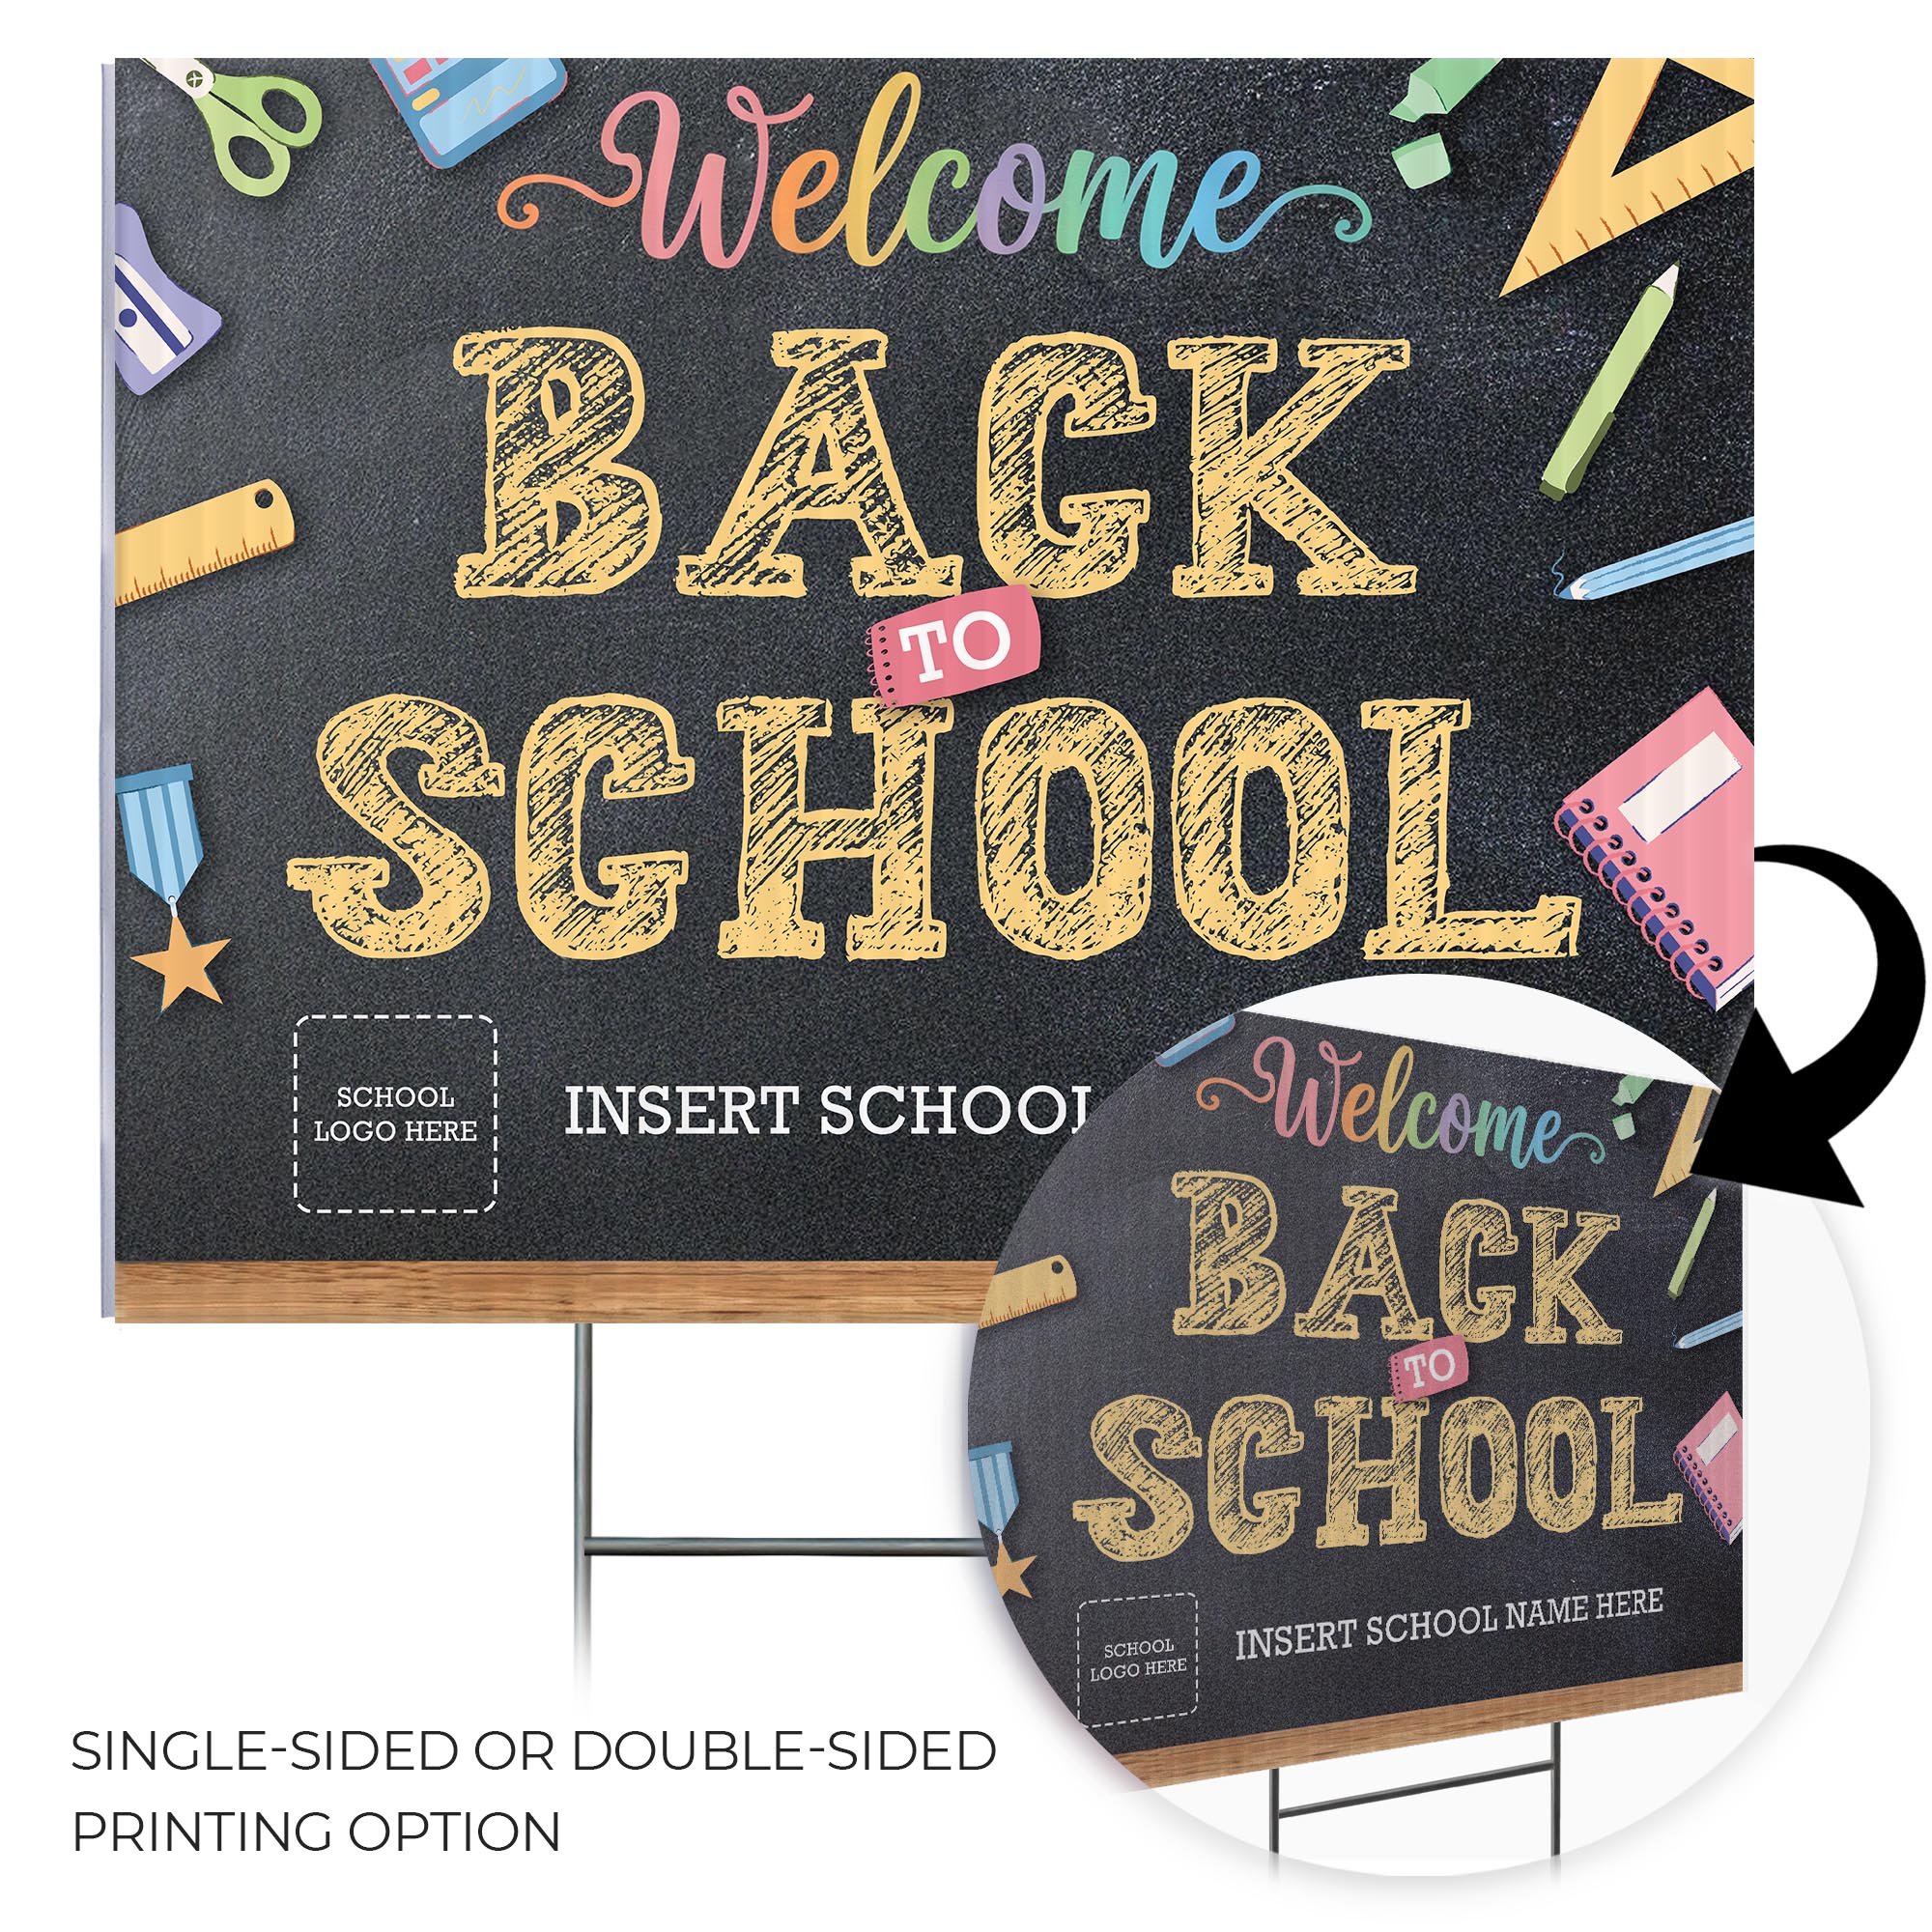 Welcome
BACK
TO
SCHOOL
SCHOOL
LOGO HERE
INSERT SCHOOL
Welcome
BACK
TO
SCHOOL
SCHOOL
LOGO HERE
INSERT SCHOOL NAME HERE
SINGLE-SIDED OR DOUBLE-SIDED
PRINTING OPTION